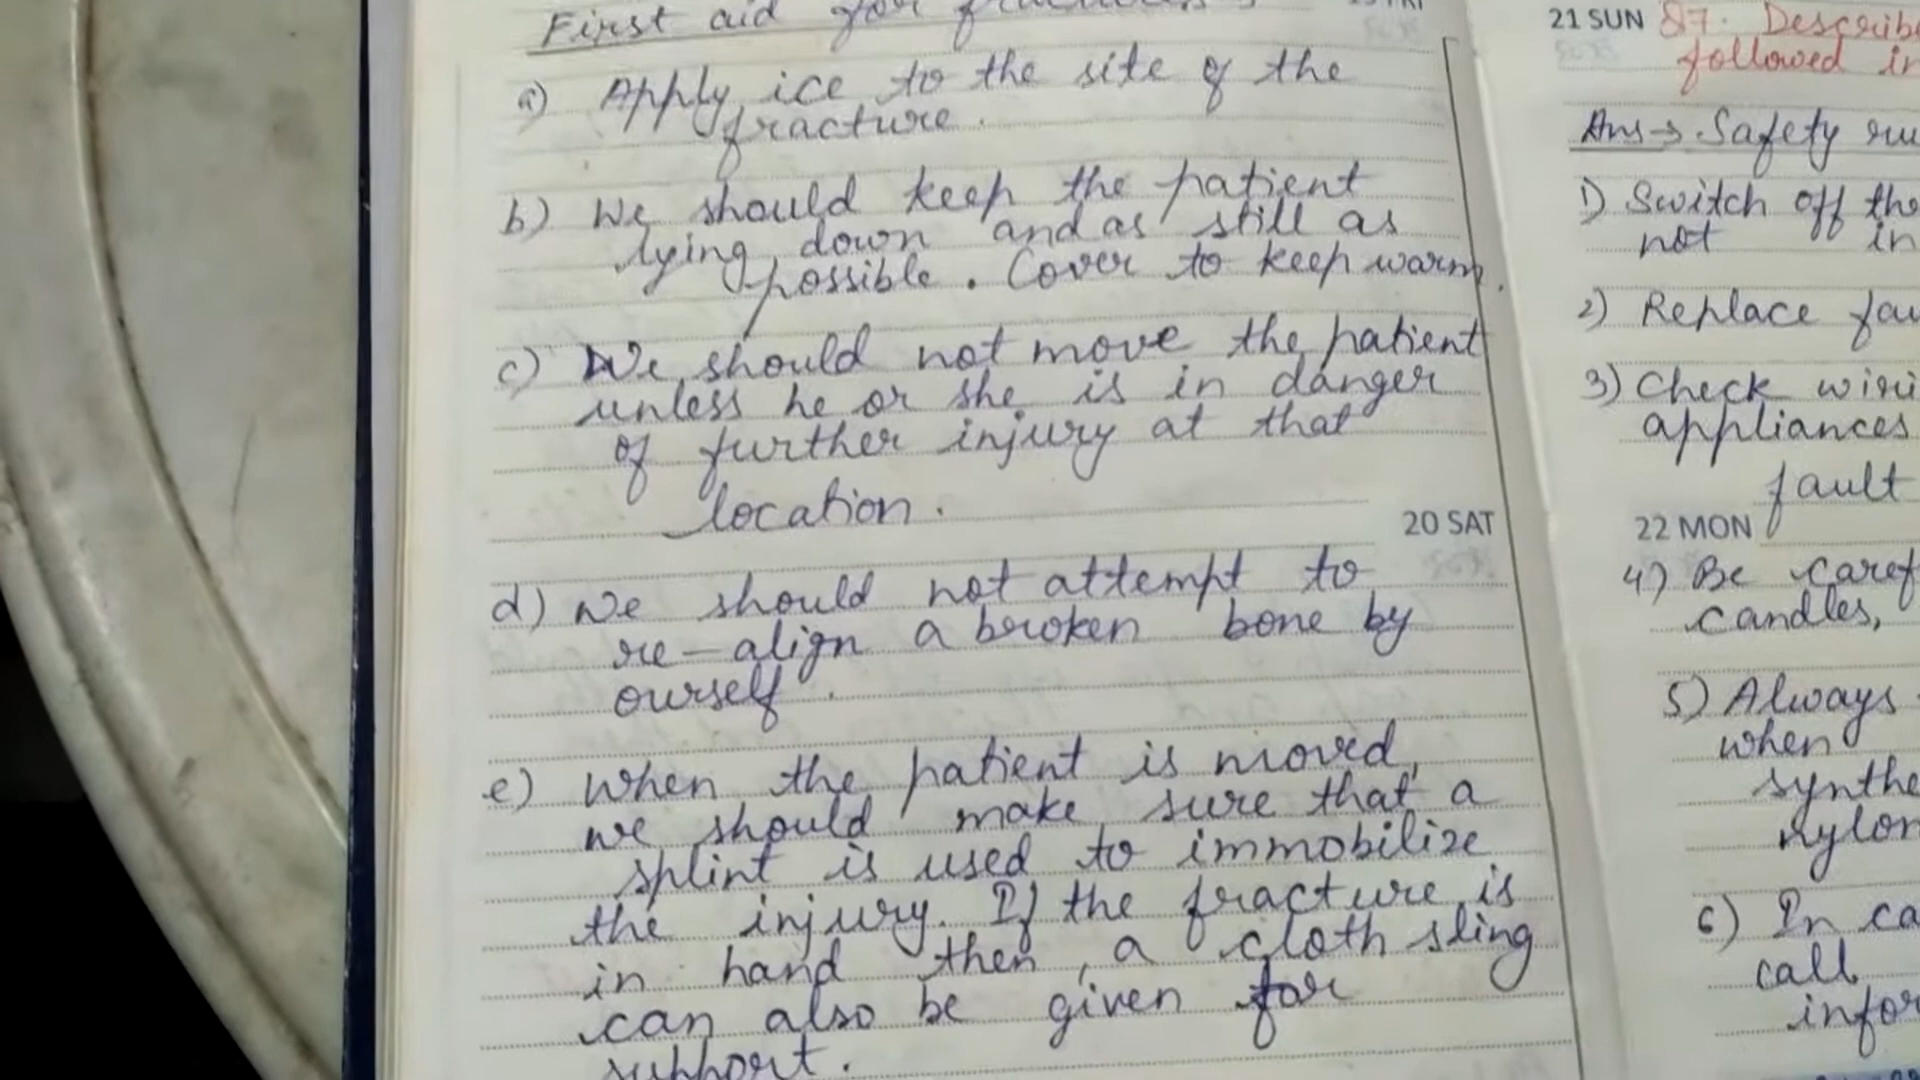 First aid for fractures
a) Apply ice to the site of the
fracture.
b) We should keep the patient
lying down and as still as
possible. Cover to keep warm.
c) We should not move the patient
unless he or she is in danger
of further injury at that
location.
20 SAT
d) We should not attempt to
re-align a broken bone by
ourself.
e) When the patient is moved,
we should make sure that a
splint is used to immobilize
the injury. If the fracture is
in hand then, a cloth sling
can also be given for
support.
21 SUN
87. Describe
followed in
Ans→ Safety
1) Switch off the
not in
2) Replace
3) Check
appliances
fault
22 MON
4) Be
candles,
5) Always
when
6) In
call